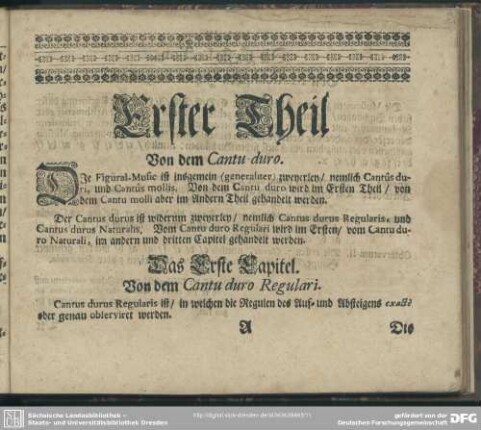 Erster Theil
Von dem Cantu duro.
DJe Figural-Music ist insgemein (generaliter) zweyerley/ nemlich Cantûs du-
ri, und Cantûs mollis. Von dem Cantu duro wird im Ersten Theil/ von
dem Cantu molli aber im Andern Theil gehandelt werden.
Der Cantus durus ist widerum zweyerley/ nemlich Cantus durus Regularis, und
Cantus durus Naturalis, Vom Cantu duro Regulari wird im Ersten/ vom Cantu du-
ro Naturali, im andern und dritten Capitel gehandelt werden.
Das Erste Capitel.
Von dem Cantu duro Regulari.
Cantus durus Regularis ist/ in welchen die Regulen des Auf- und Absteigens exactè
oder genau observiret werden.
A Die
Sächsische Landesbibliothek -
Staats- und Universitätsbibliothek Dresden
gefördert von der
Deutschen Forschungsgemeinschaft
DFG